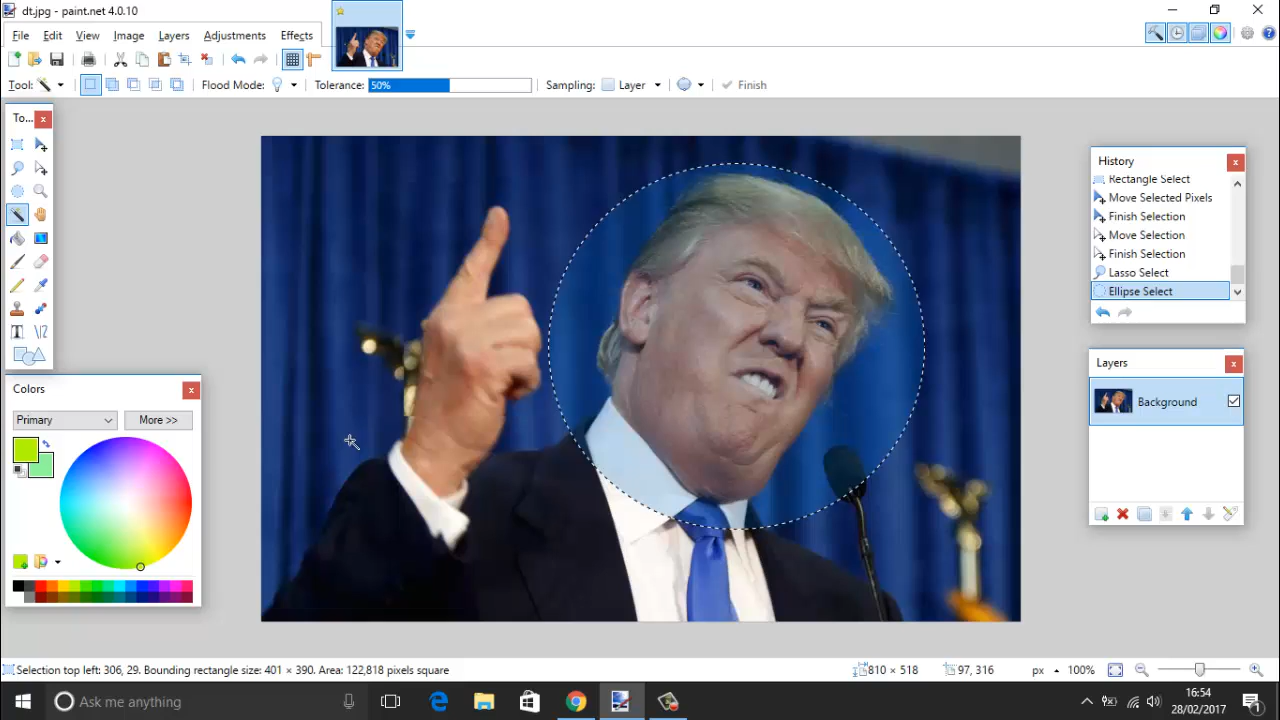 dt.jpg - paint.net 4.0.10
File Edit View Image Layers Adjustments Effects
Tool: Flood Mode: Tolerance: 50% Sampling: Layer Finish
To...
History
Rectangle Select
Move Selected Pixels
Finish Selection
Move Selection
Finish Selection
Lasso Select
Ellipse Select
Colors
Primary More >>
Layers
Background
Selection top left: 306, 29. Bounding rectangle size: 401 × 390. Area: 122,818 pixels square 810 × 518 97, 316 px 100%
Ask me anything
16:54
28/02/2017
1